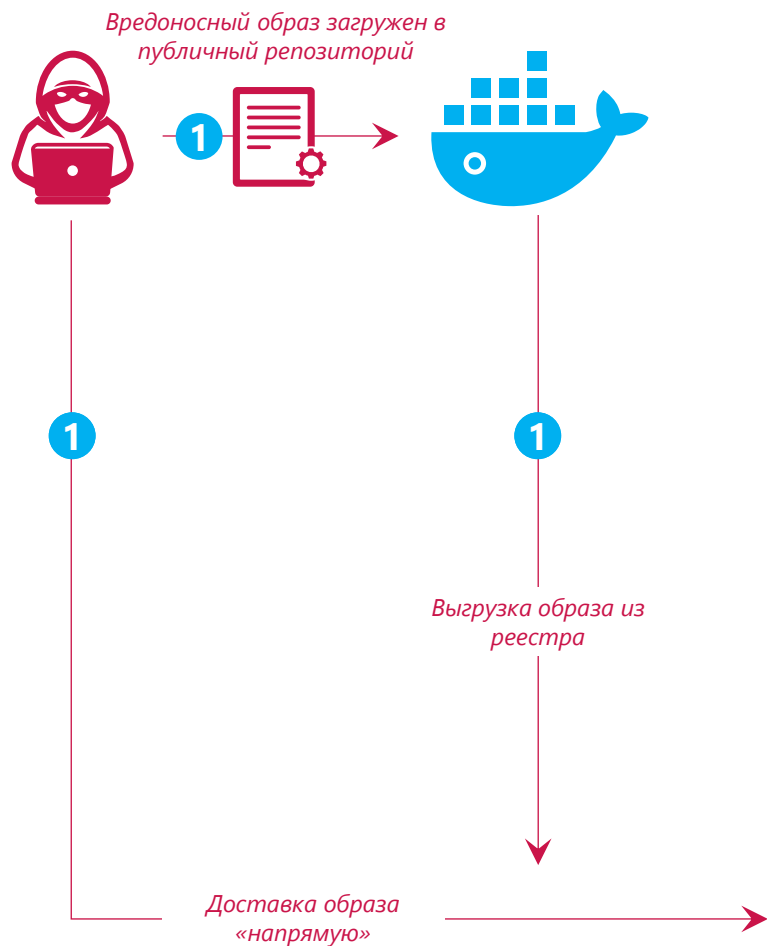 Вредоносный образ загружен в
публичный репозиторий
1
1
1
Выгрузка образа из
реестра
Доставка образа
«напрямую»